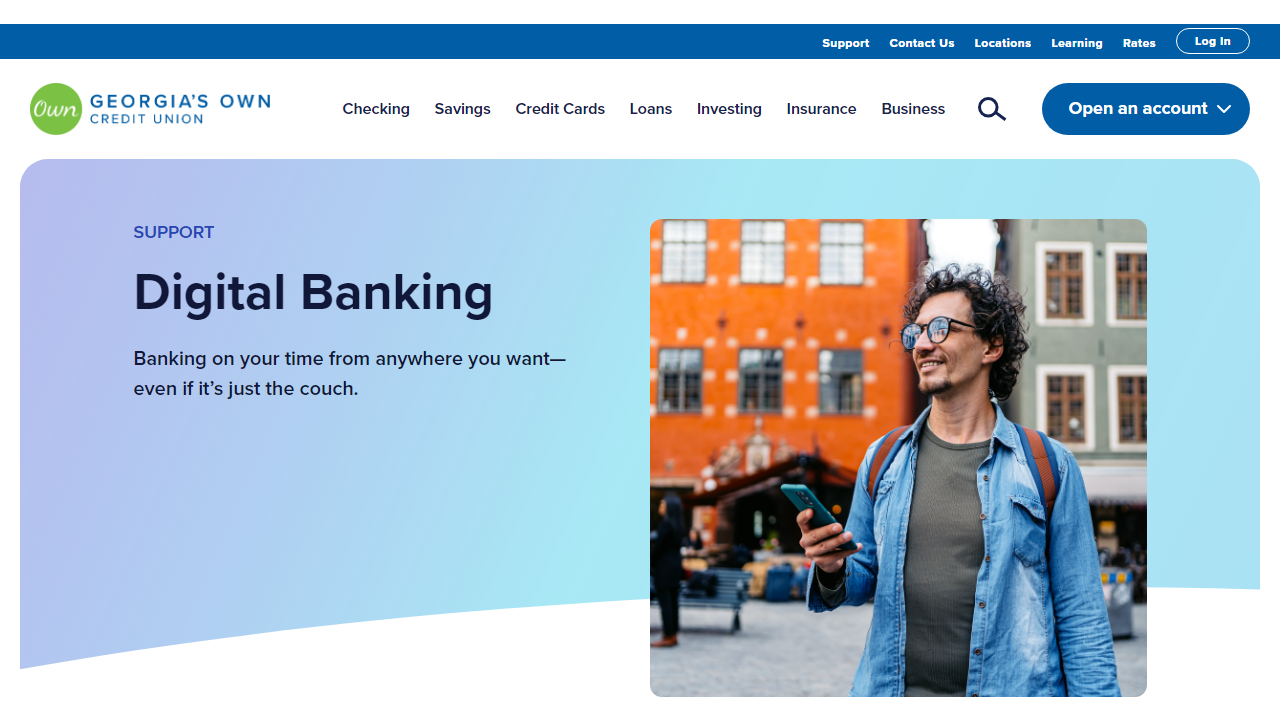 Support Contact Us Locations Learning Rates Log In
Own GEORGIA'S OWN
CREDIT UNION
Checking Savings Credit Cards Loans Investing Insurance Business Open an account
SUPPORT
Digital Banking
Banking on your time from anywhere you want—
even if it’s just the couch.